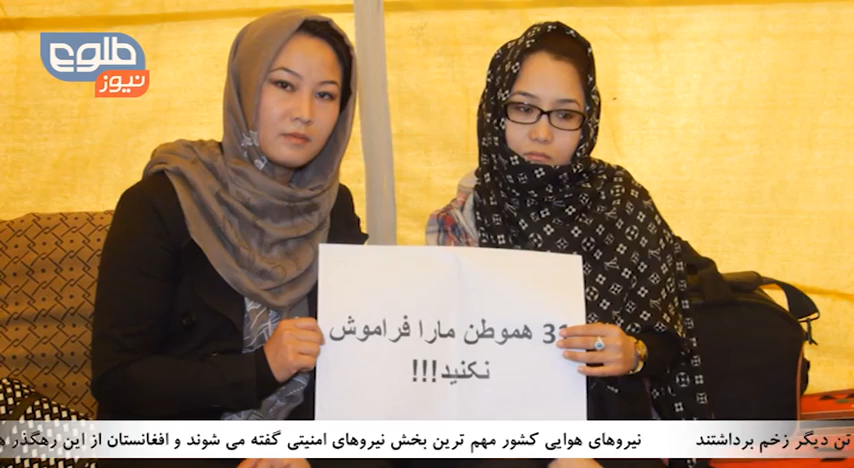 طلوع
نیوز
31 هموطن مارا فراموش
نکنید!!!
تن دیگر زخم برداشتند
نیروهای هوایی کشور مهم ترین بخش نیروهای امنیتی گفته می شوند و افغانستان از این رهگذر